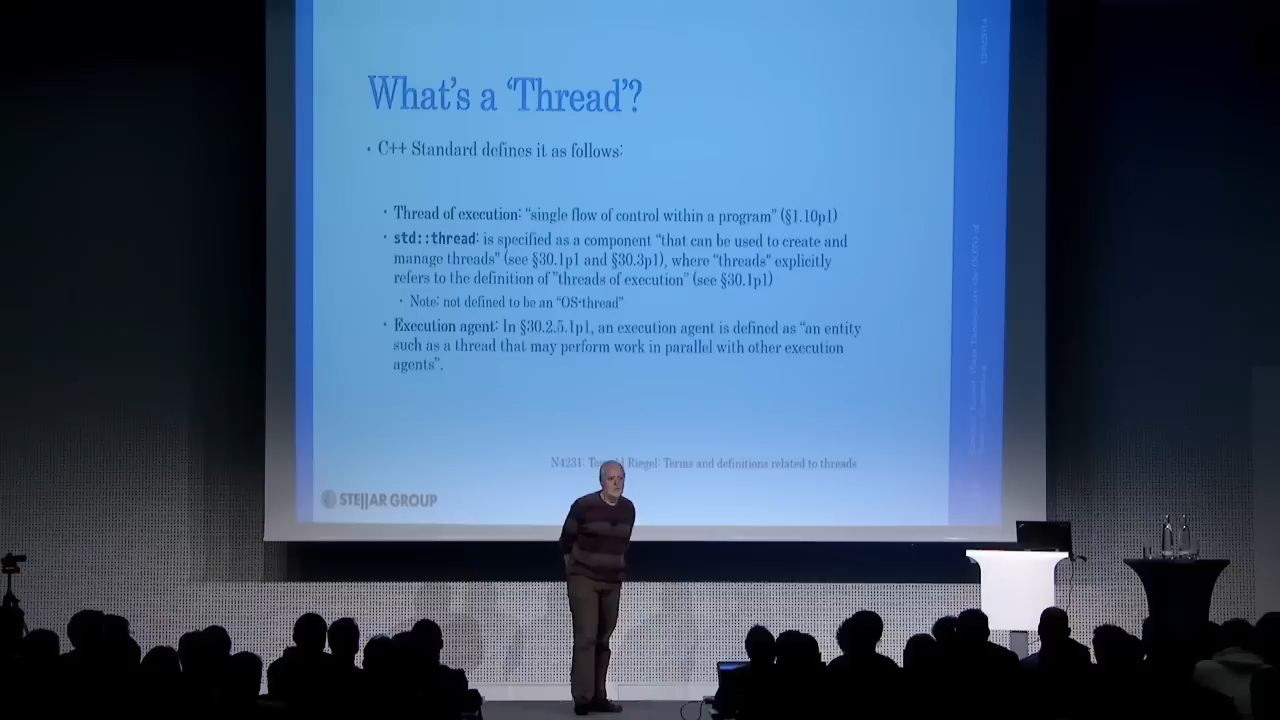 What's a ‘Thread’?
• C++ Standard defines it as follows:
• Thread of execution: “single flow of control within a program” (§1.10p1)
• std::thread: is specified as a component “that can be used to create and
manage threads" (see §30.1p1 and §30.3p1), where "threads" explicitly
refers to the definition of "threads of execution” (see §30.1p1)
• Note: not defined to be an “OS-thread”
• Execution agent: In §30.2.5.1p1, an execution agent is defined as “an entity
such as a thread that may perform work in parallel with other execution
agents”.
N4231: Riegel: Terms and definitions related to threads
STE||AR GROUP